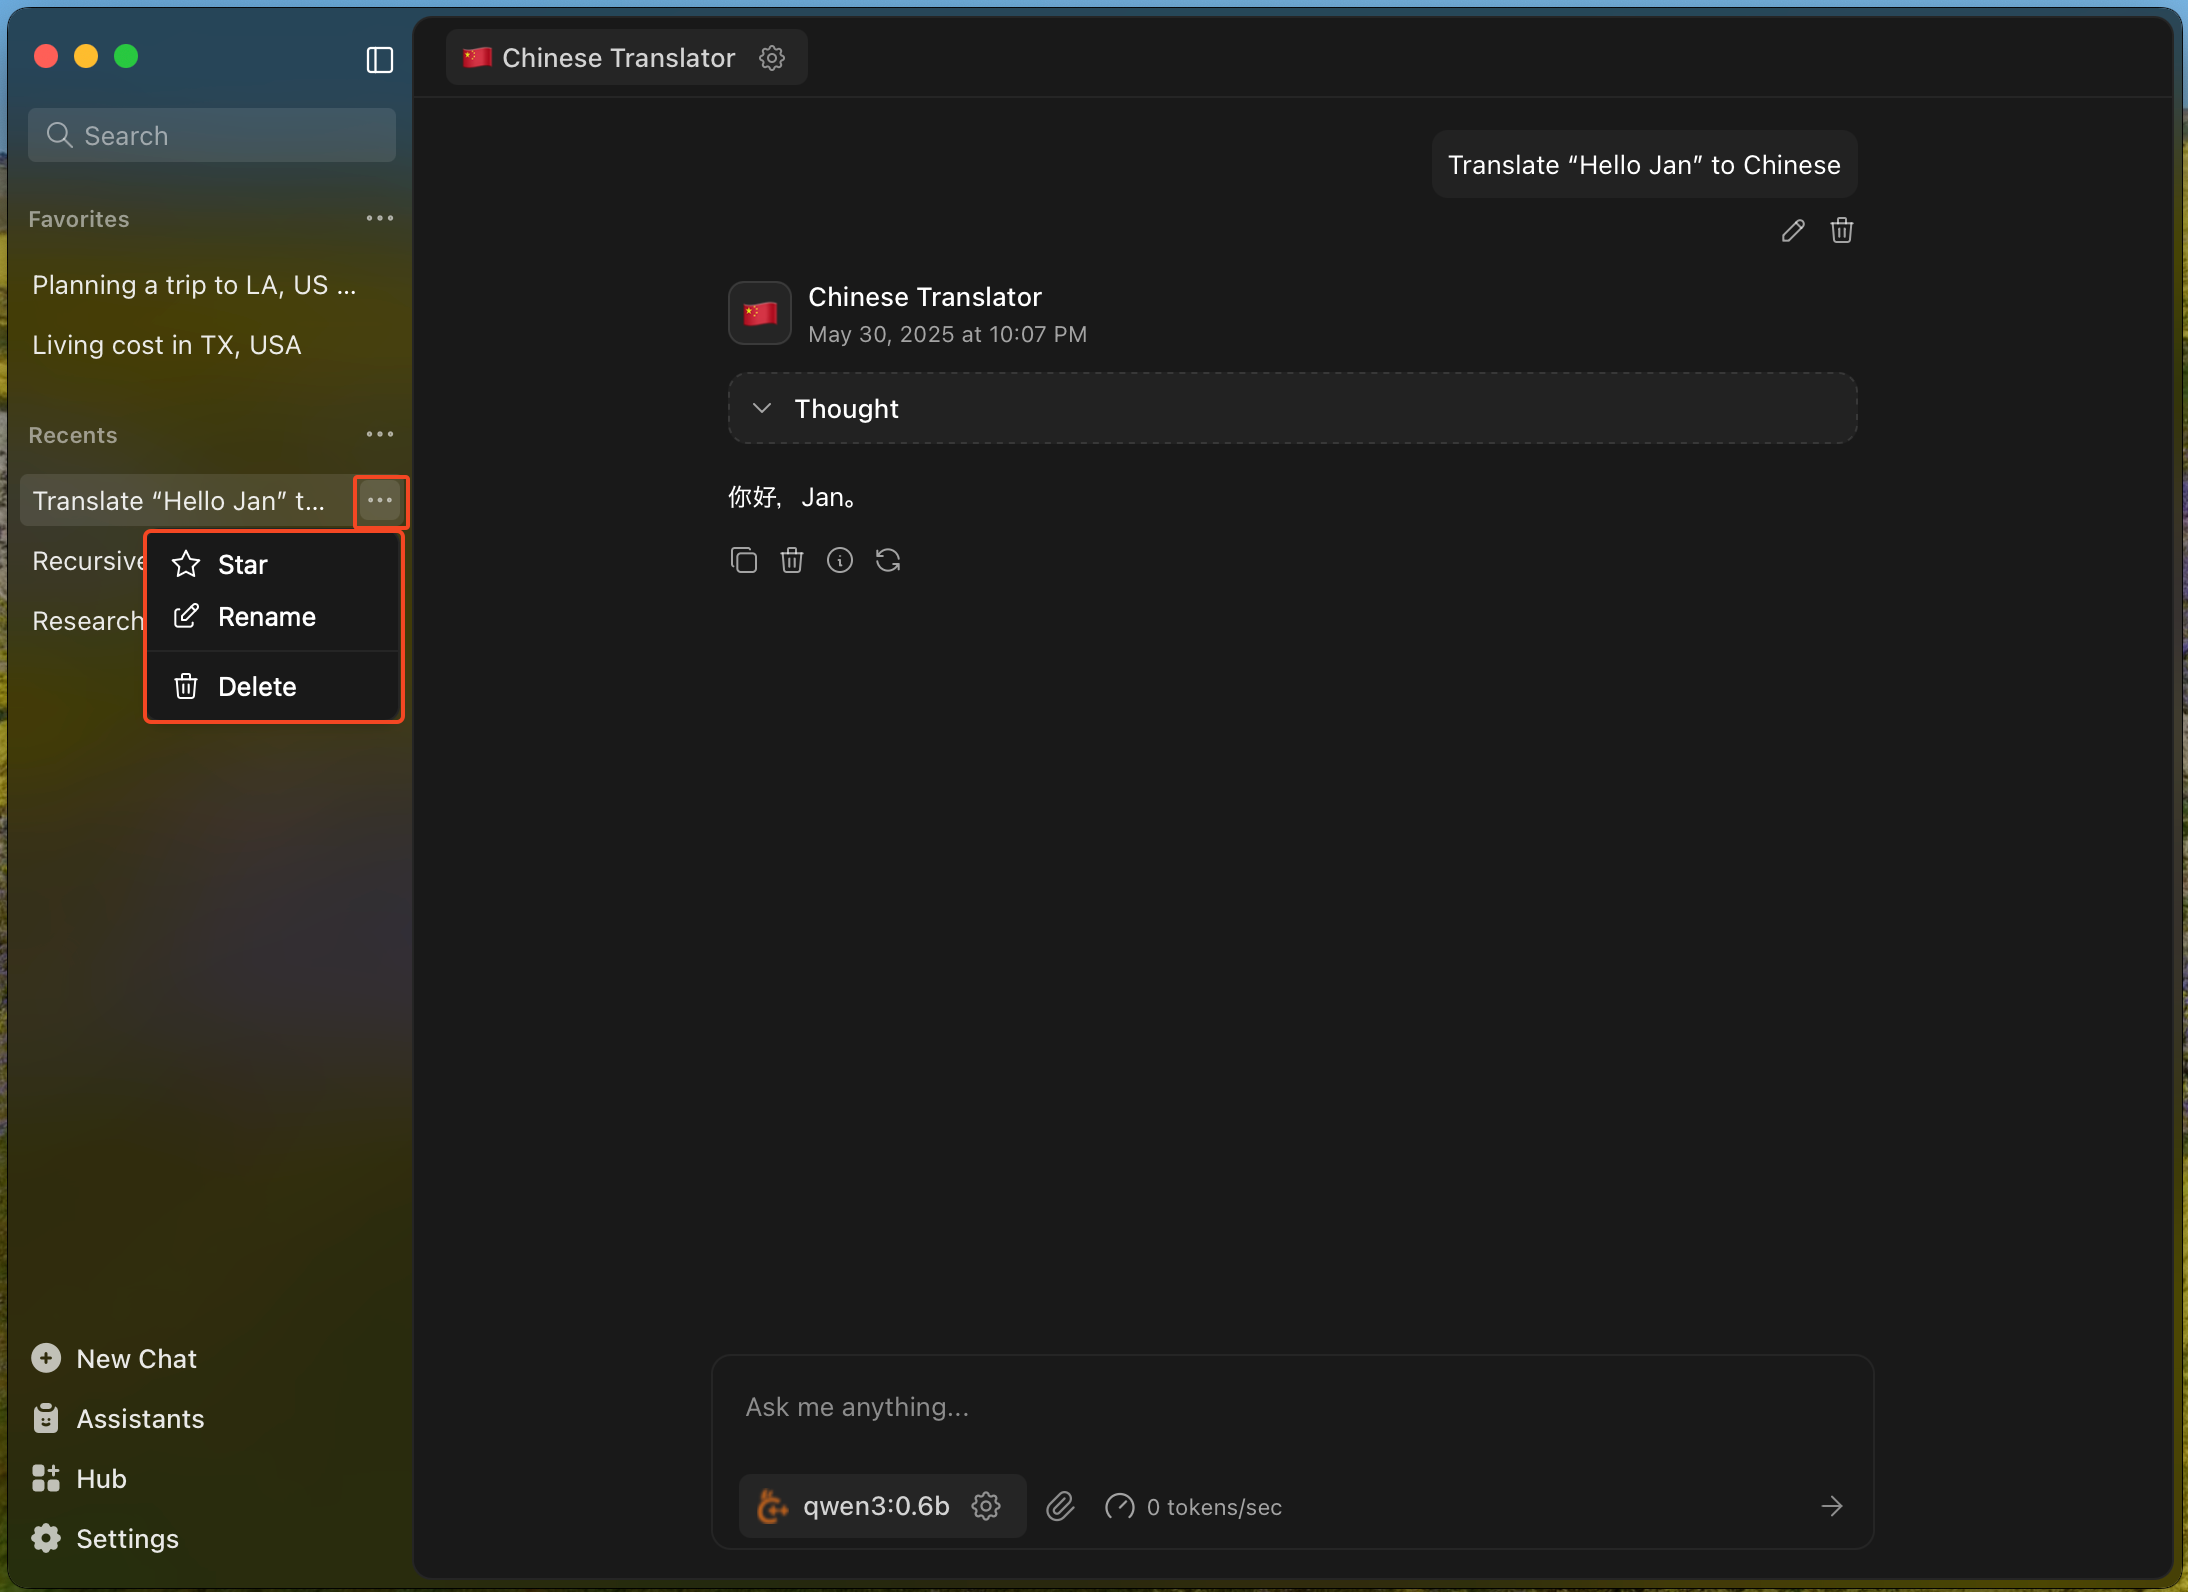 Search
Favorites
Planning a trip to LA, US ...
Living cost in TX, USA
Recents
Translate “Hello Jan” t...
Recursive
Research
Star
Rename
Delete
New Chat
Assistants
Hub
Settings
Chinese Translator
Translate “Hello Jan” to Chinese
Chinese Translator
May 30, 2025 at 10:07 PM
Thought
你好，Jan。
Ask me anything...
qwen3:0.6b
0 tokens/sec